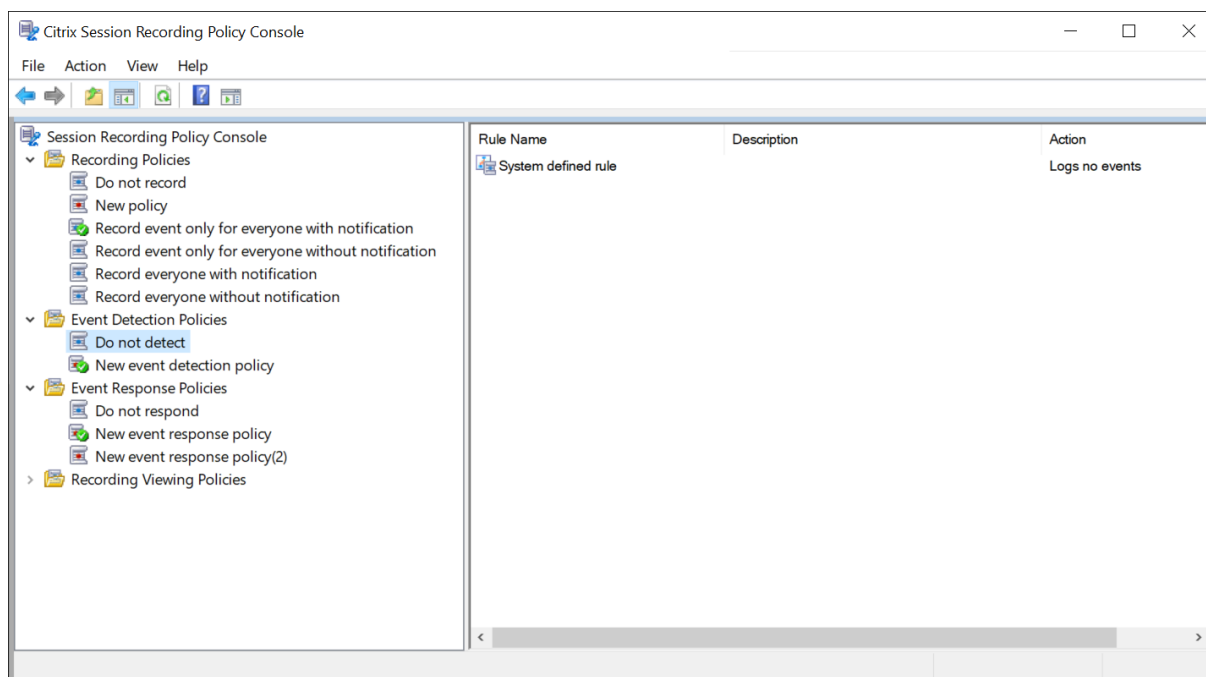 Citrix Session Recording Policy Console
File Action View Help
Session Recording Policy Console
Recording Policies
Do not record
New policy
Record event only for everyone with notification
Record event only for everyone without notification
Record everyone with notification
Record everyone without notification
Event Detection Policies
Do not detect
New event detection policy
Event Response Policies
Do not respond
New event response policy
New event response policy(2)
Recording Viewing Policies
Rule Name Description Action
System defined rule Logs no events